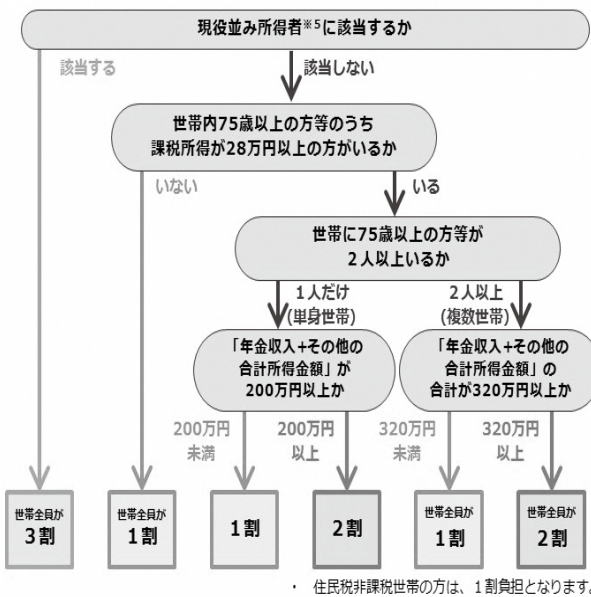 現役並み所得者※5に該当するか
該当する
該当しない
世帯内75歳以上の方等のうち
課税所得が28万円以上の方がいるか
いない
いる
世帯に75歳以上の方等が
2人以上いるか
1人だけ
(単身世帯)
2人以上
(複数世帯)
「年金収入+その他の
合計所得金額」が
200万円以上か
「年金収入+その他の
合計所得金額」の
合計が320万円以上か
200万円
未満
200万円
以上
320万円
未満
320万円
以上
世帯全員が
3割
世帯全員が
1割
1割
2割
世帯全員が
1割
世帯全員が
2割
・ 住民税非課税世帯の方は、1割負担となります。